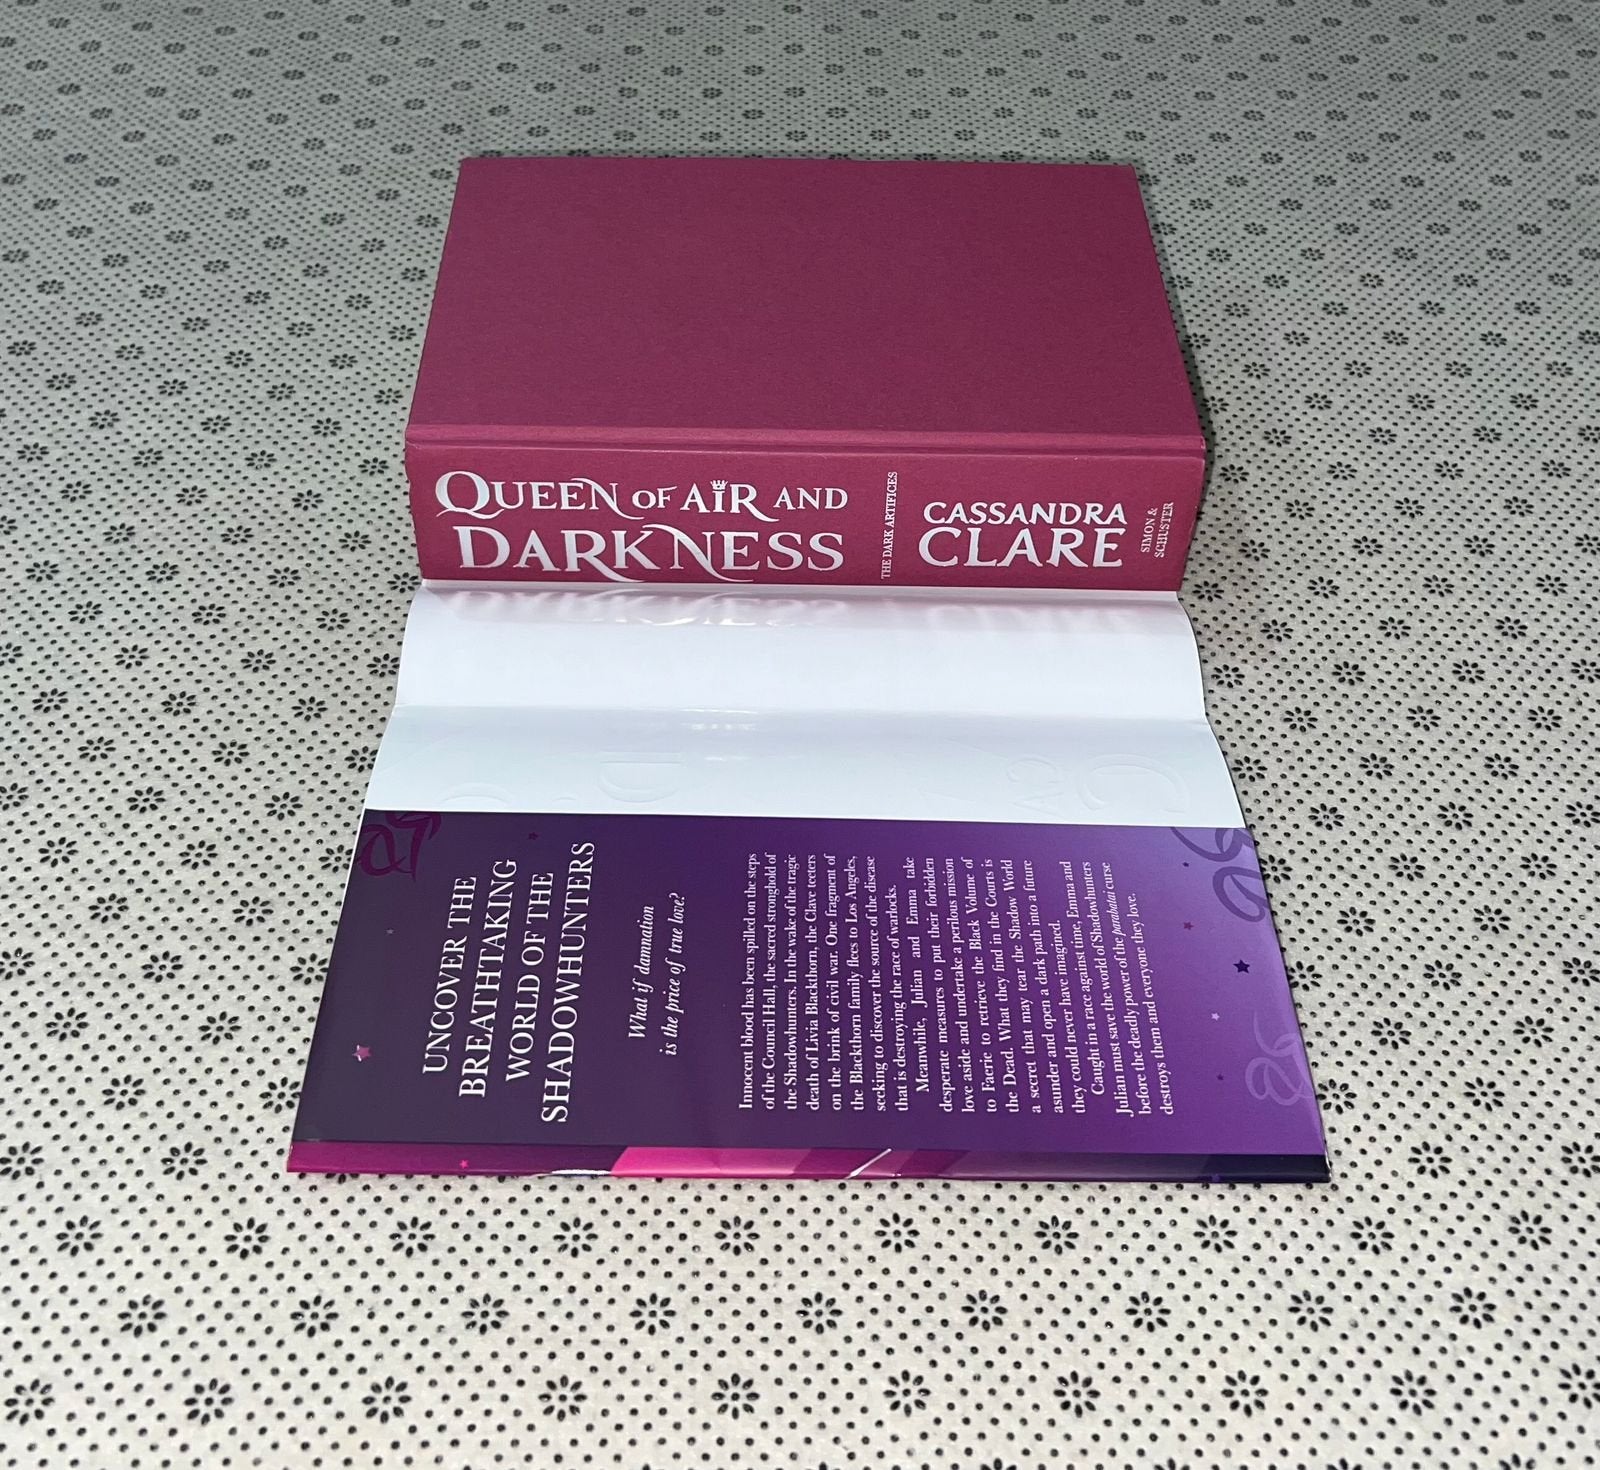 QUEEN OF AIR AND
DARKNESS
THE DARK ARTIFICES
CASSANDRA
CLARE
SIMON &
SCHUSTER
UNCOVER THE
BREATHTAKING
WORLD OF THE
SHADOWHUNTERS
What if damnation
is the price of true love?
Innocent blood has been spilled on the steps
of the Council Hall, the sacred stronghold of
the Shadowhunters. In the wake of the tragic
death of Livia Blackthorn, the Clave teeters
on the brink of civil war. One fragment of
the Blackthorn family flees to Los Angeles,
seeking to discover the source of the disease
that is destroying the race of warlocks.
Meanwhile, Julian and Emma take
desperate measures to put their forbidden
love aside and undertake a perilous mission
to Faerie to retrieve the Black Volume of
the Dead. What they find in the Courts is
a secret that may tear the Shadow World
asunder and open a dark path into a future
they could never have imagined.
Caught in a race against time, Emma and
Julian must save the world of Shadowhunters
before the deadly power of the parabatai curse
destroys them and everyone they love.